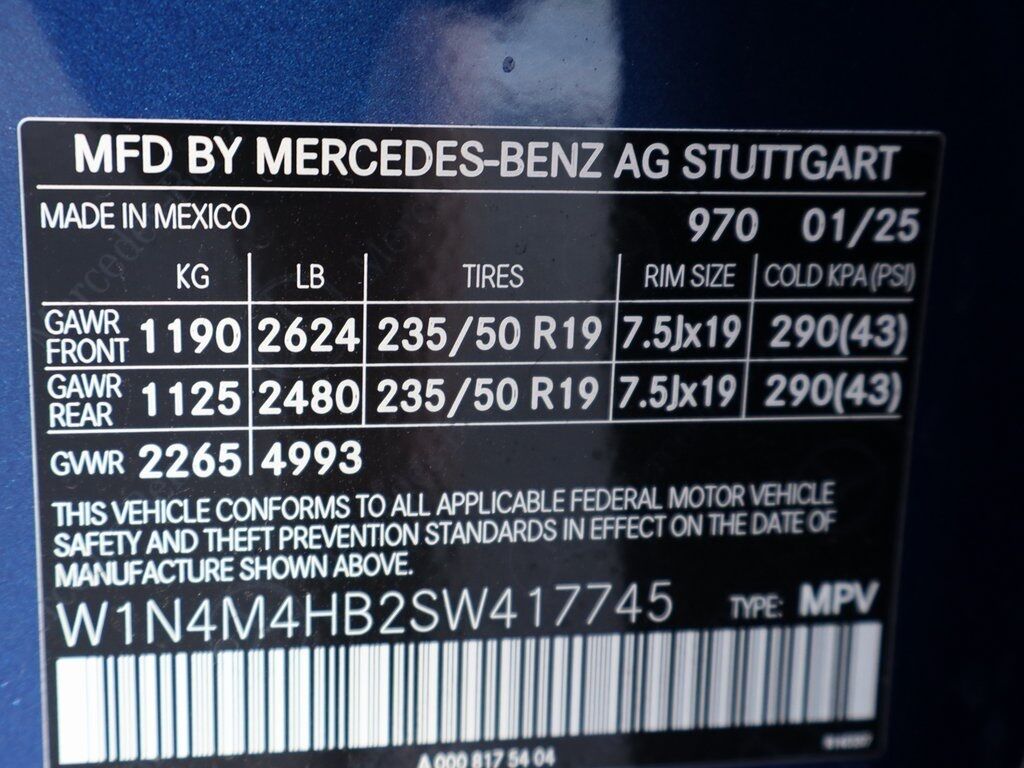 MFD BY MERCEDES-BENZ AG STUTTGART
MADE IN MEXICO 970 01/25
KG LB TIRES RIM SIZE COLD KPA (PSI)
GAWR FRONT 1190 2624 235/50 R19 7.5Jx19 290(43)
GAWR REAR 1125 2480 235/50 R19 7.5Jx19 290(43)
GVWR 2265 4993
THIS VEHICLE CONFORMS TO ALL APPLICABLE FEDERAL MOTOR VEHICLE
SAFETY AND THEFT PREVENTION STANDARDS IN EFFECT ON THE DATE OF
MANUFACTURE SHOWN ABOVE.
W1N4M4HB2SW417745 TYPE: MPV
A 000 817 54 04